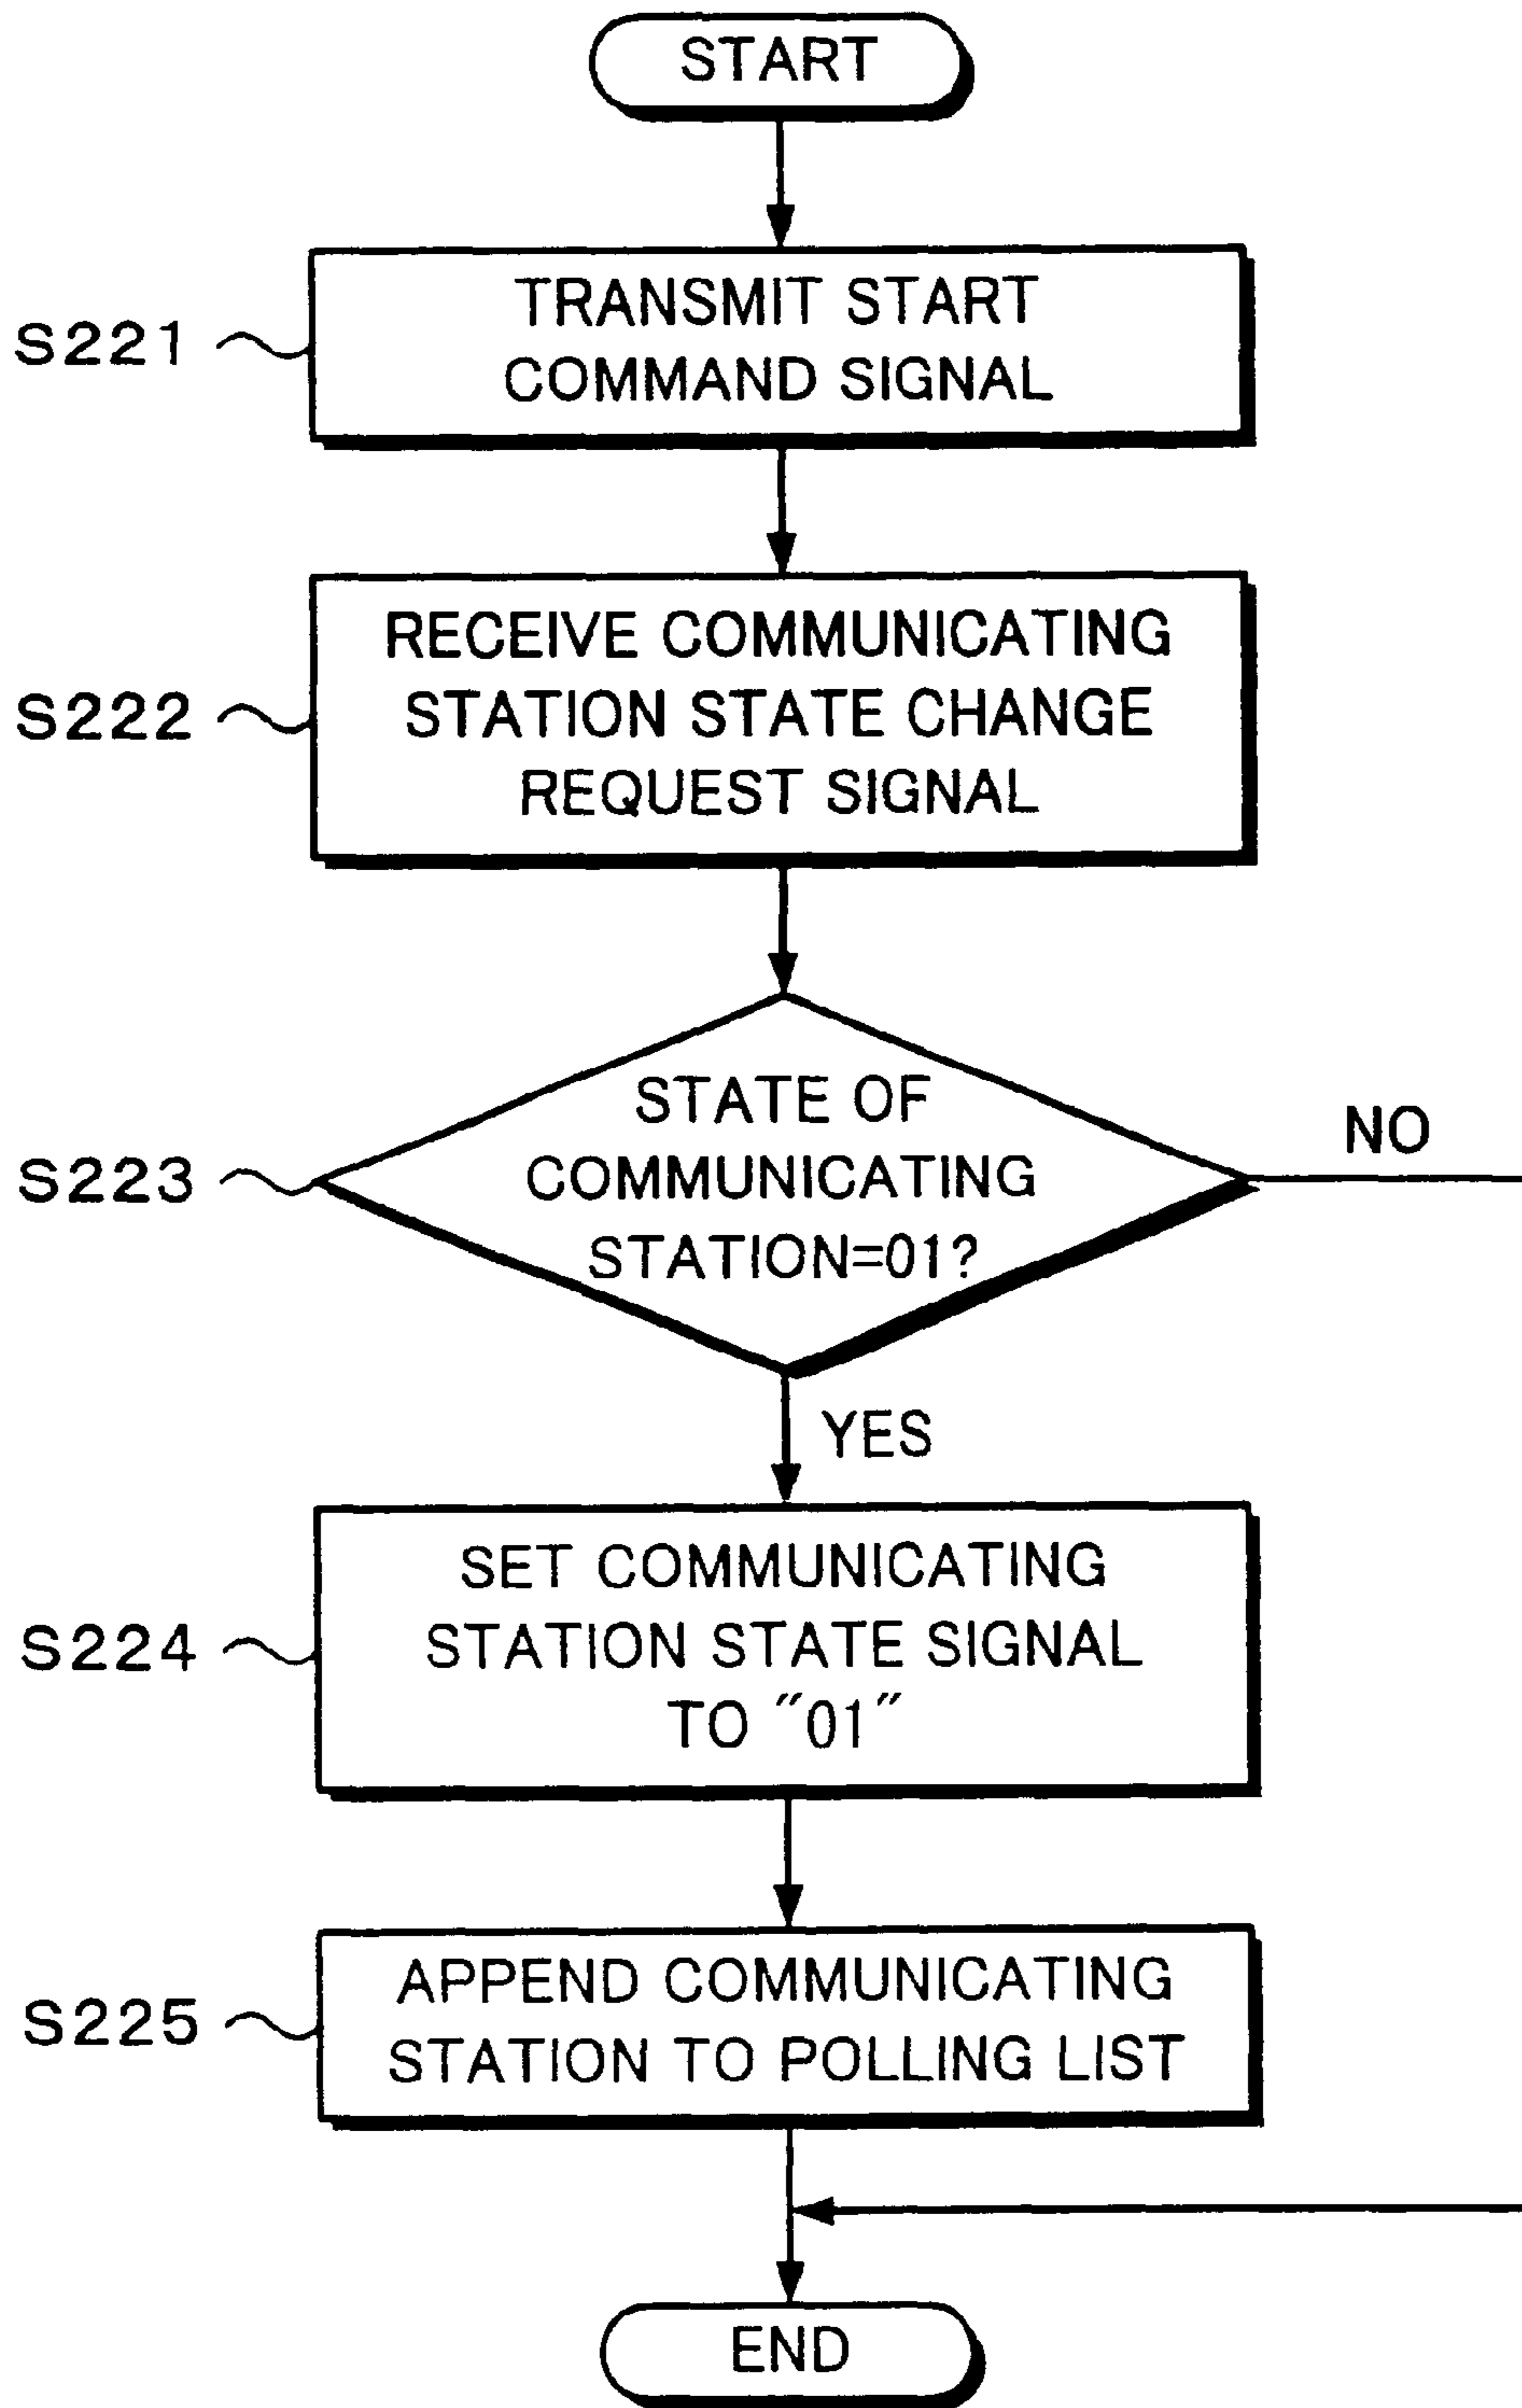 START
TRANSMIT START
COMMAND SIGNAL
S221
RECEIVE COMMUNICATING
STATION STATE CHANGE
REQUEST SIGNAL
S222
STATE OF
COMMUNICATING
STATION=01?
S223
NO
YES
SET COMMUNICATING
STATION STATE SIGNAL
TO "01"
S224
APPEND COMMUNICATING
STATION TO POLLING LIST
S225
END